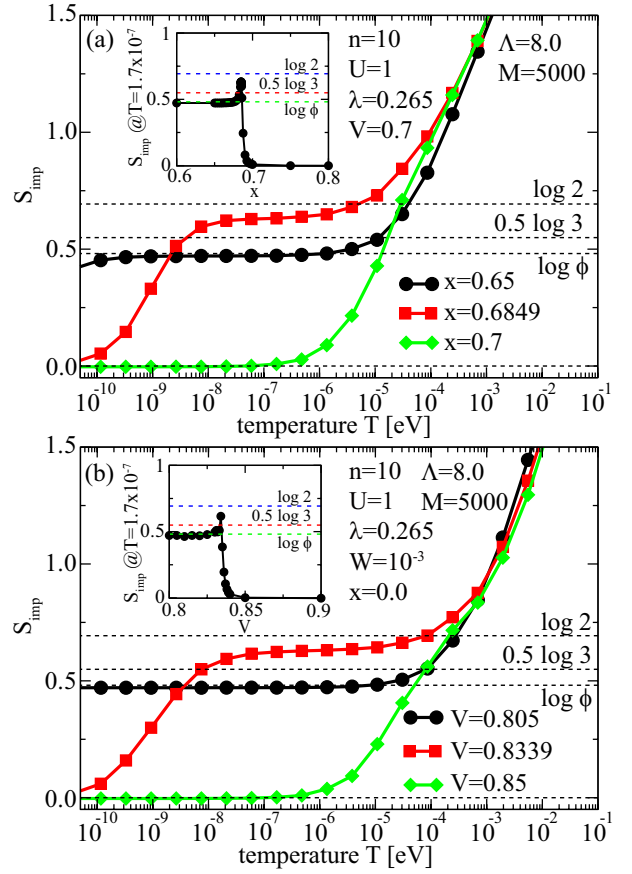 (a)
S_imp @T=1.7x10^-7
1.0
0.5
0.0
0.6 0.7 0.8
x
log 2
0.5 log 3
log ϕ
n=10
U=1
λ=0.265
V=0.7
Λ=8.0
M=5000
1.5
1.0
0.5
0.0
S_imp
log 2
0.5 log 3
log ϕ
x=0.65
x=0.6849
x=0.7
10^-10 10^-9 10^-8 10^-7 10^-6 10^-5 10^-4 10^-3 10^-2 10^-1
temperature T [eV]
(b)
S_imp @T=1.7x10^-7
1
0.5
0
0.8 0.85 0.9
V
log 2
0.5 log 3
log ϕ
n=10
U=1
λ=0.265
W=10^-3
x=0.0
Λ=8.0
M=5000
1.5
1.0
0.5
0.0
S_imp
log 2
0.5 log 3
log ϕ
V=0.805
V=0.8339
V=0.85
10^-10 10^-9 10^-8 10^-7 10^-6 10^-5 10^-4 10^-3 10^-2 10^-1
temperature T [eV]